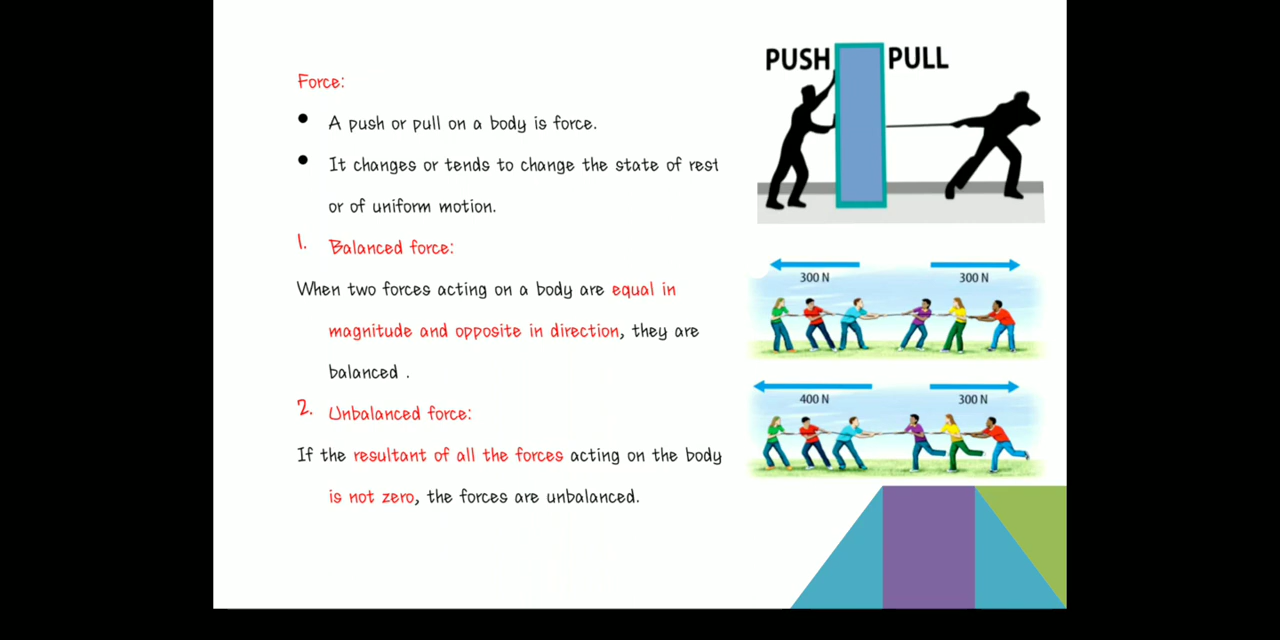 Force:
● A push or pull on a body is force.
● It changes or tends to change the state of rest
or of uniform motion.
1. Balanced force:
When two forces acting on a body are equal in
magnitude and opposite in direction, they are
balanced .
2. Unbalanced force:
If the resultant of all the forces acting on the body
is not zero, the forces are unbalanced.
PUSH PULL
300 N 300 N
400 N 300 N